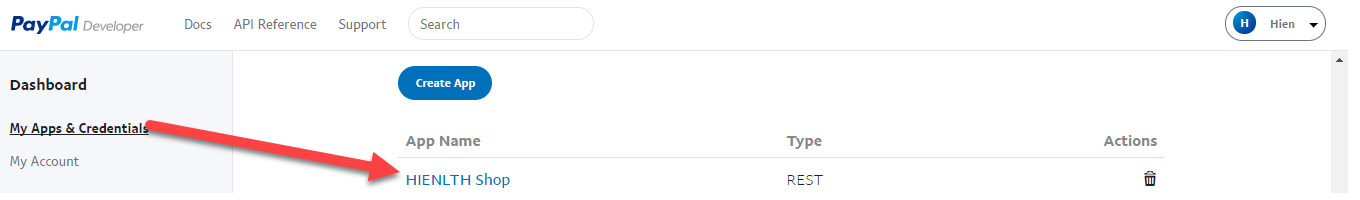 PayPal Developer Docs API Reference Support Search H Hien
Dashboard
Create App
My Apps & Credentials
App Name Type Actions
My Account
HIENLTH Shop REST